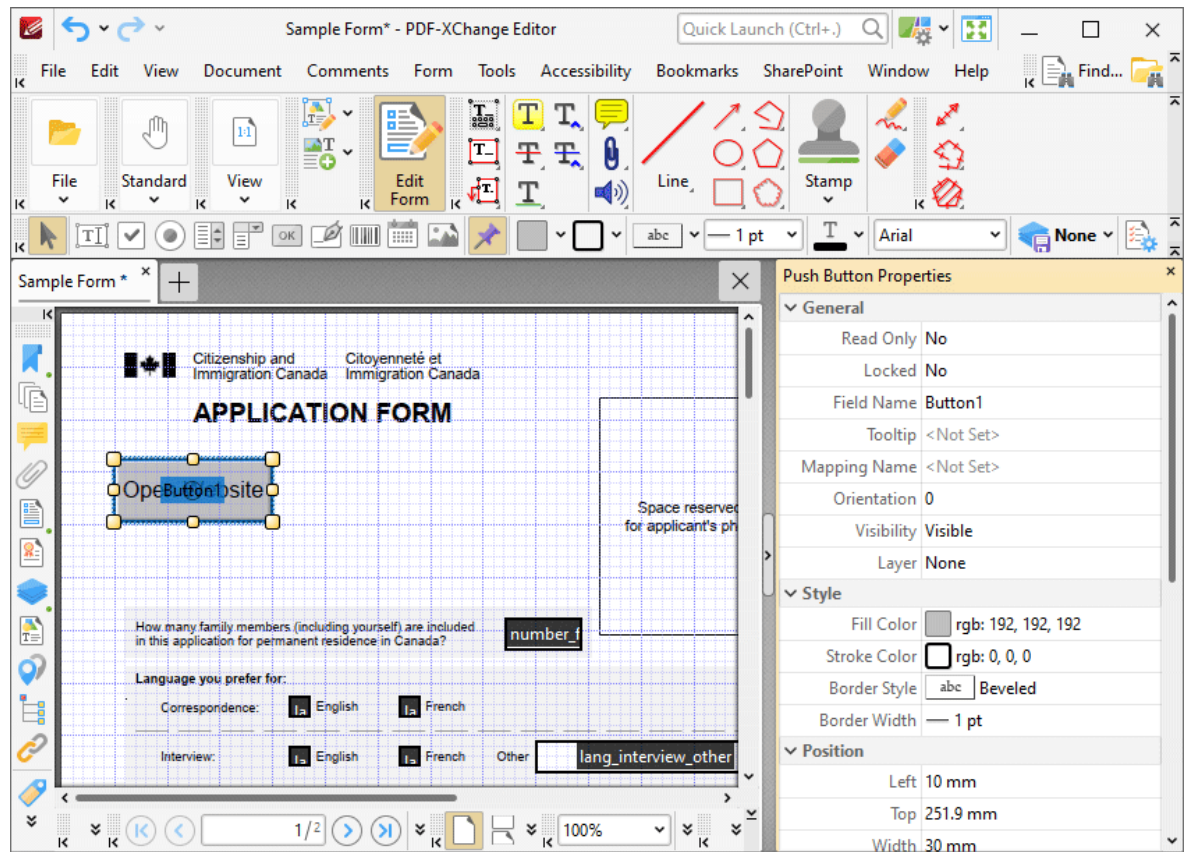 Sample Form* - PDF-XChange Editor
Quick Launch (Ctrl+.)
File Edit View Document Comments Form Tools Accessibility Bookmarks SharePoint Window Help Find...
File Standard 1:1 View Edit Form Line Stamp
OK abc 1 pt T Arial None
Sample Form *
Push Button Properties
General
Read Only No
Locked No
Field Name Button1
Tooltip <Not Set>
Mapping Name <Not Set>
Orientation 0
Visibility Visible
Layer None
Style
Fill Color rgb: 192, 192, 192
Stroke Color rgb: 0, 0, 0
Border Style abc Beveled
Border Width 1 pt
Position
Left 10 mm
Top 251.9 mm
Width 30 mm
Citizenship and Citoyenneté et
Immigration Canada Immigration Canada
APPLICATION FORM
Button1
Space reserved
for applicant's ph
How many family members (including yourself) are included
in this application for permanent residence in Canada?
number_f
Language you prefer for:
Correspondence: la English la French
Interview: la English la French Other lang_interview_other
1/2 100%